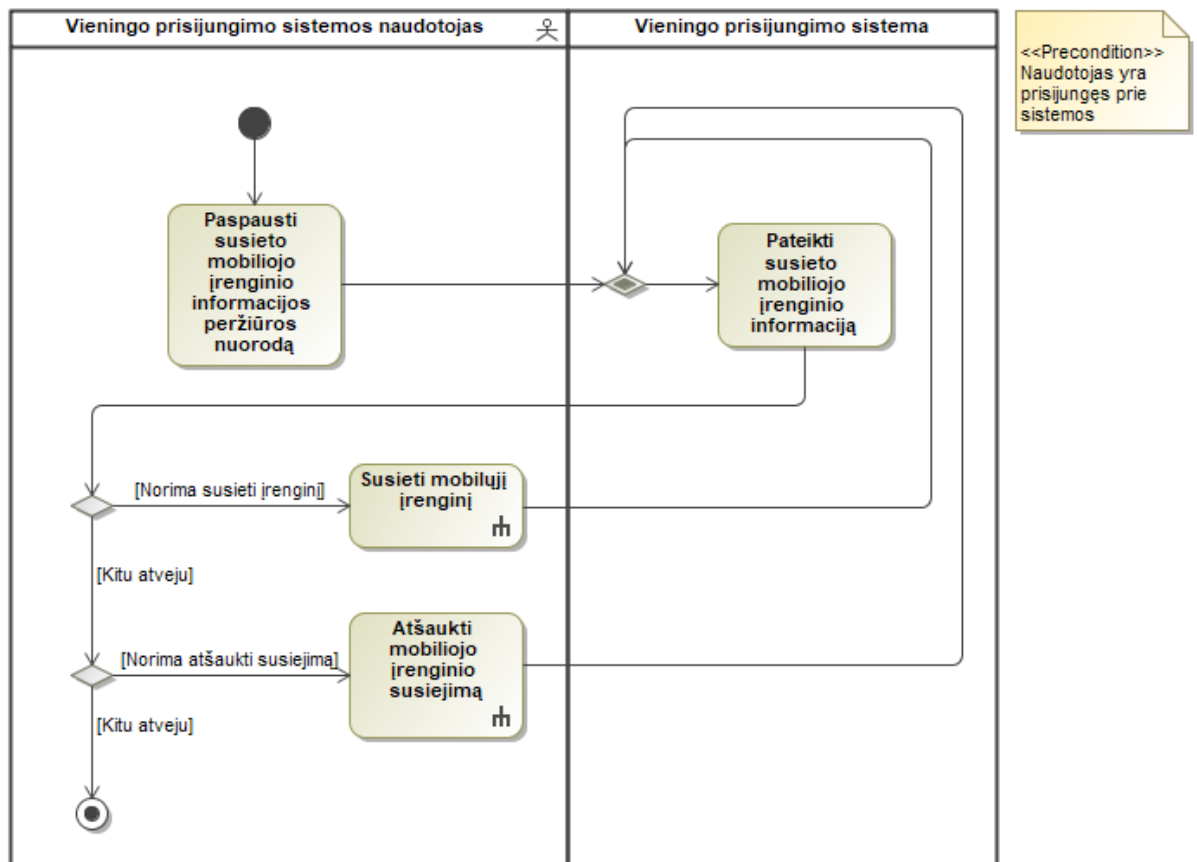 Vieningo prisijungimo sistemos naudotojas
Vieningo prisijungimo sistema
<<Precondition>>
Naudotojas yra
prisijungęs prie
sistemos
Paspausti
susieto
mobiliojo
įrenginio
informacijos
peržiūros
nuorodą
Pateikti
susieto
mobiliojo
įrenginio
informaciją
[Norima susieti įrenginį]
Susieti mobilųjį
įrenginį
[Kitu atveju]
[Norima atšaukti susiejimą]
Atšaukti
mobiliojo
įrenginio
susiejimą
[Kitu atveju]